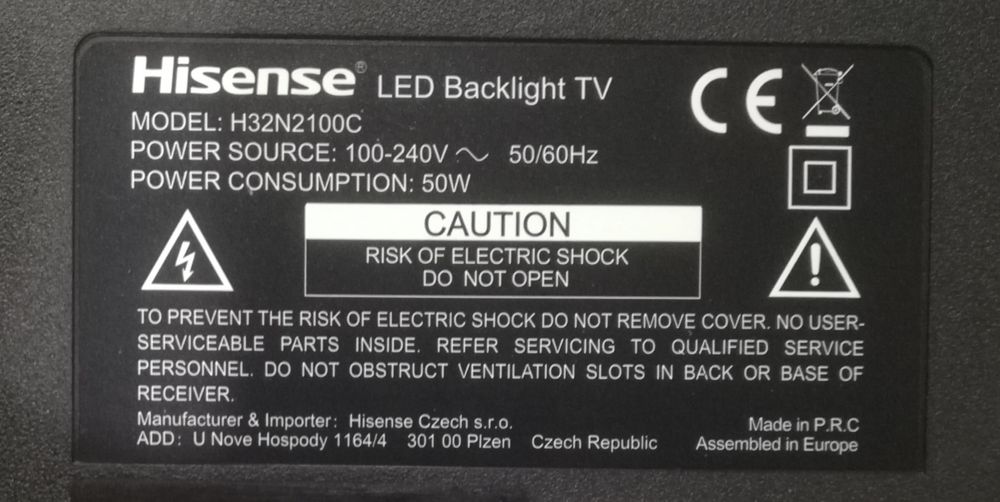 Hisense® LED Backlight TV
MODEL: H32N2100C
POWER SOURCE: 100-240V ~ 50/60Hz
POWER CONSUMPTION: 50W
CE
CAUTION
RISK OF ELECTRIC SHOCK
DO NOT OPEN
TO PREVENT THE RISK OF ELECTRIC SHOCK DO NOT REMOVE COVER. NO USER-
SERVICEABLE PARTS INSIDE. REFER SERVICING TO QUALIFIED SERVICE
PERSONNEL. DO NOT OBSTRUCT VENTILATION SLOTS IN BACK OR BASE OF
RECEIVER.
Manufacturer & Importer: Hisense Czech s.r.o.
ADD: U Nove Hospody 1164/4 301 00 Plzen Czech Republic
Made in P.R.C
Assembled in Europe